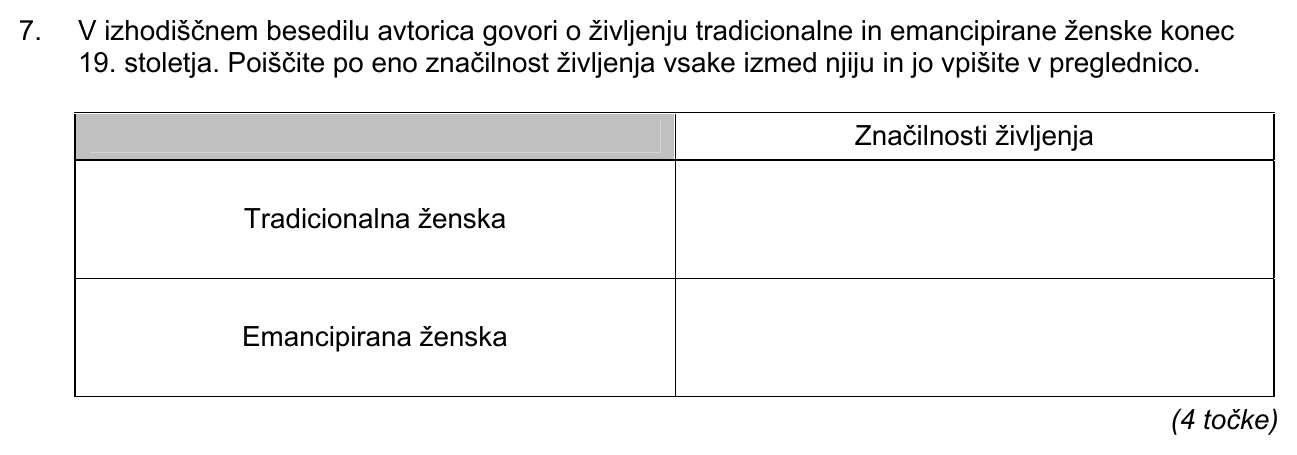 7. V izhodiščnem besedilu avtorica govori o življenju tradicionalne in emancipirane ženske konec
19. stoletja. Poiščite po eno značilnost življenja vsake izmed njiju in jo vpišite v preglednico.
Značilnosti življenja
Tradicionalna ženska
Emancipirana ženska
(4 točke)